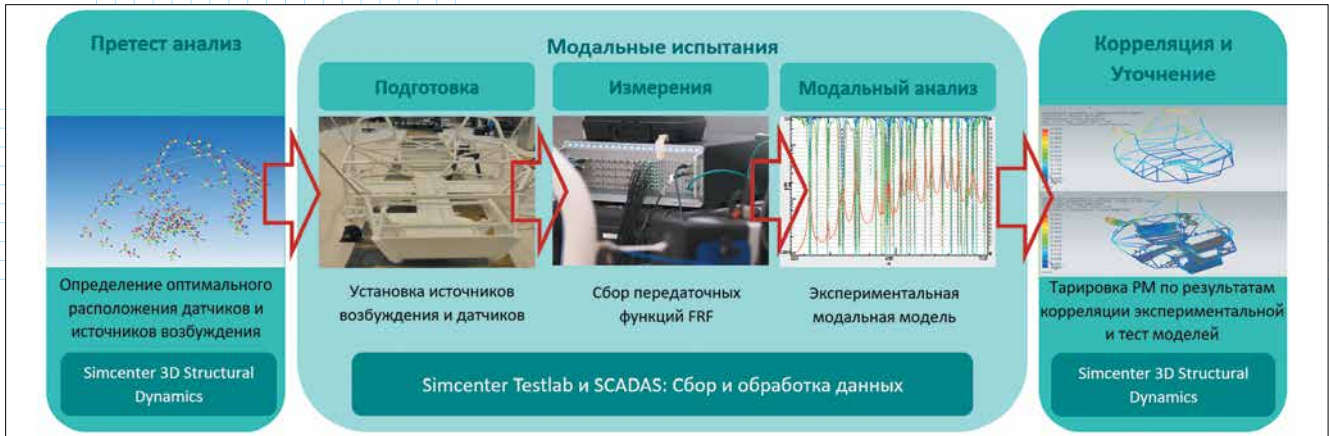 Претест анализ
Определение оптимального
расположения датчиков и
источников возбуждения
Simcenter 3D Structural
Dynamics
Модальные испытания
Подготовка
Установка источников
возбуждения и датчиков
Измерения
Сбор передаточных
функций FRF
Модальный анализ
Экспериментальная
модальная модель
Simcenter Testlab и SCADAS: Сбор и обработка данных
Корреляция и
Уточнение
Тарировка РМ по результатам
корреляции экспериментальной
и тест моделей
Simcenter 3D Structural
Dynamics